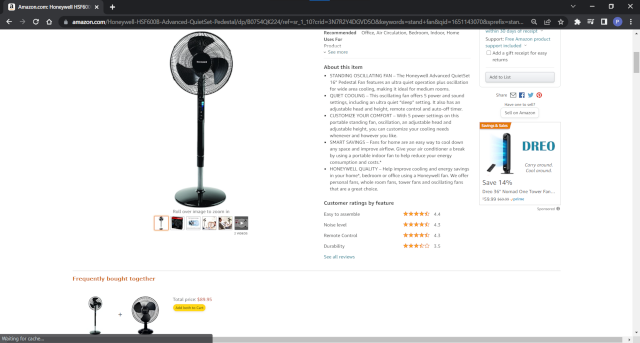 Amazon.com: Honeywell HSF600B
amazon.com/Honeywell-HSF600B-Advanced-QuietSet-Pedestal/dp/B0754QK224/ref=sr_1_10?crid=3N7R2Y4DGVD5O&keywords=stand+fan&qid=1651143070&sprefix=stan...
Recommended Office, Air Circulation, Bedroom, Indoor, Home
Uses For
Product
See more
About this item
• STANDING OSCILLATING FAN – The Honeywell Advanced QuietSet
16" Pedestal Fan features an ultra quiet operation plus oscillation
for wide area cooling, making it ideal for medium rooms.
• QUIET COOLING – This oscillating fan offers 5 power and sound
settings, including an ultra quiet "sleep" setting. It also has an
adjustable head and height, remote control and auto-off timer.
• CUSTOMIZE YOUR COMFORT – With 5 power settings on this
portable standing fan, oscillation, an adjustable head and
adjustable height, you can customize your cooling needs
whenever and however you like.
• SMART SAVINGS – Fans for home are an easy way to cool down
any space and improve airflow. Give your air conditioner a break
by using a portable indoor fan to help reduce your energy
consumption and costs.*
• HONEYWELL QUALITY – Help improve cooling and energy savings
in your home*, bedroom or office using a Honeywell fan. We offer
personal fans, whole room fans, tower fans and oscillating fans
that are a great choice.
Roll over image to zoom in
Customer ratings by feature
Easy to assemble 4.4
Noise level 4.3
Remote Control 4.3
Durability 3.5
See all reviews
within 30 days of receipt
Support: Free Amazon product
support included
Add a gift receipt for easy
returns
Add to List
Share
Have one to sell?
Sell on Amazon
Savings & Sales
DREO
Carry around.
Cool around.
Save 14%
Dreo 36" Nomad One Tower Fan...
Sponsored
Frequently bought together
Total price: $89.95
Add both to Cart
+
Waiting for cache...